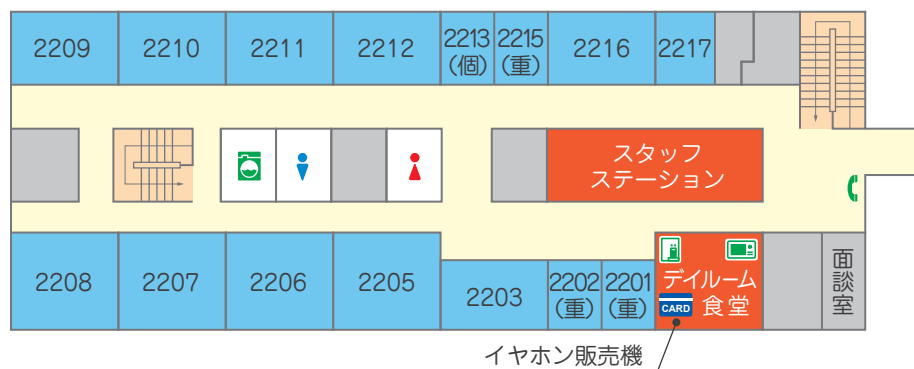 2209
2210
2211
2212
2213
(個)
2215
(重)
2216
2217
スタッフ
ステーション
2208
2207
2206
2205
2203
2202
(重)
2201
(重)
デイルーム
CARD
食堂
面談室
イヤホン販売機